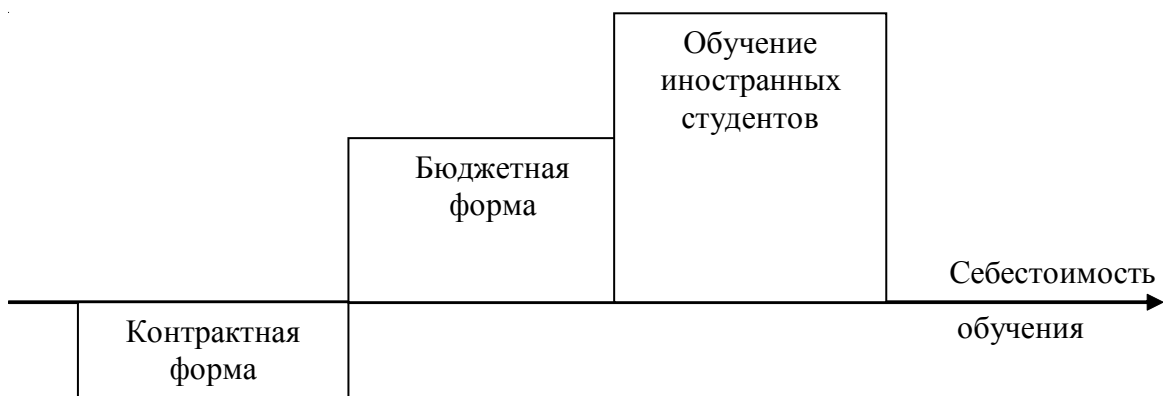 Обучение
иностранных
студентов
Бюджетная
форма
Себестоимость
обучения
Контрактная
форма